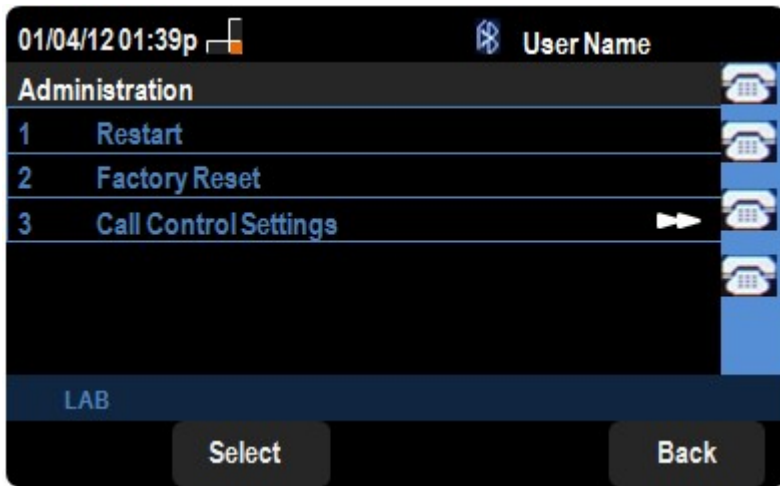 01/04/12 01:39p User Name
Administration
1 Restart
2 Factory Reset
3 Call Control Settings
LAB
Select Back